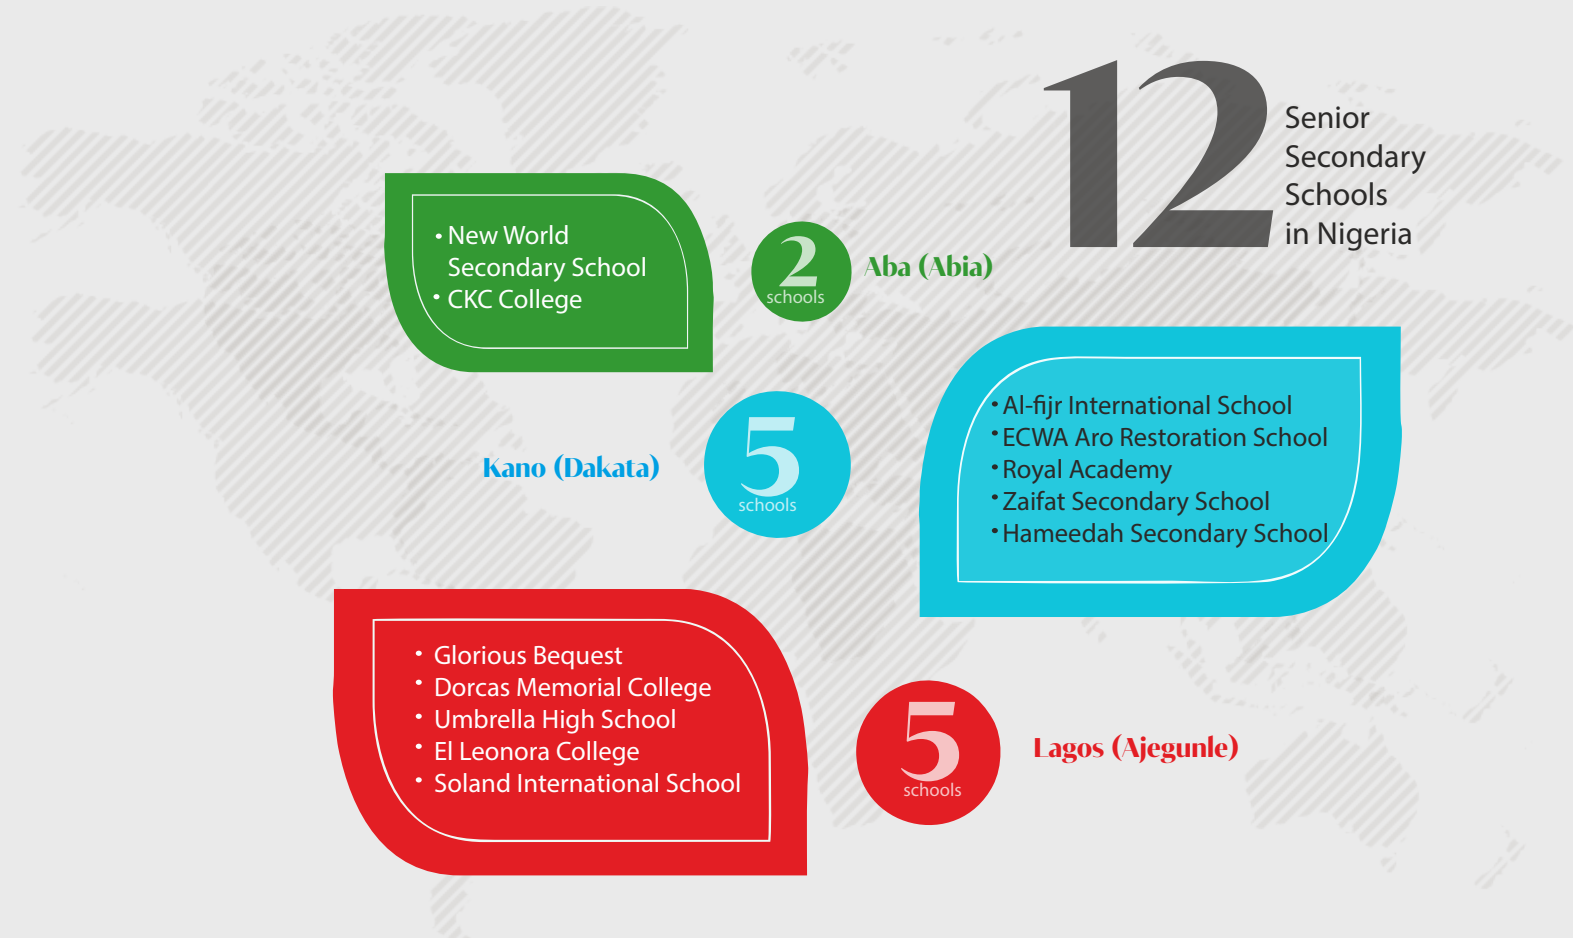 12
Senior
Secondary
Schools
in Nigeria
• New World
Secondary School
• CKC College
2
schools
Aba (Abia)
Kano (Dakata)
5
schools
• Al-fijr International School
• ECWA Aro Restoration School
• Royal Academy
• Zaifat Secondary School
• Hameedah Secondary School
• Glorious Bequest
• Dorcas Memorial College
• Umbrella High School
• El Leonora College
• Soland International School
5
schools
Lagos (Ajegunle)